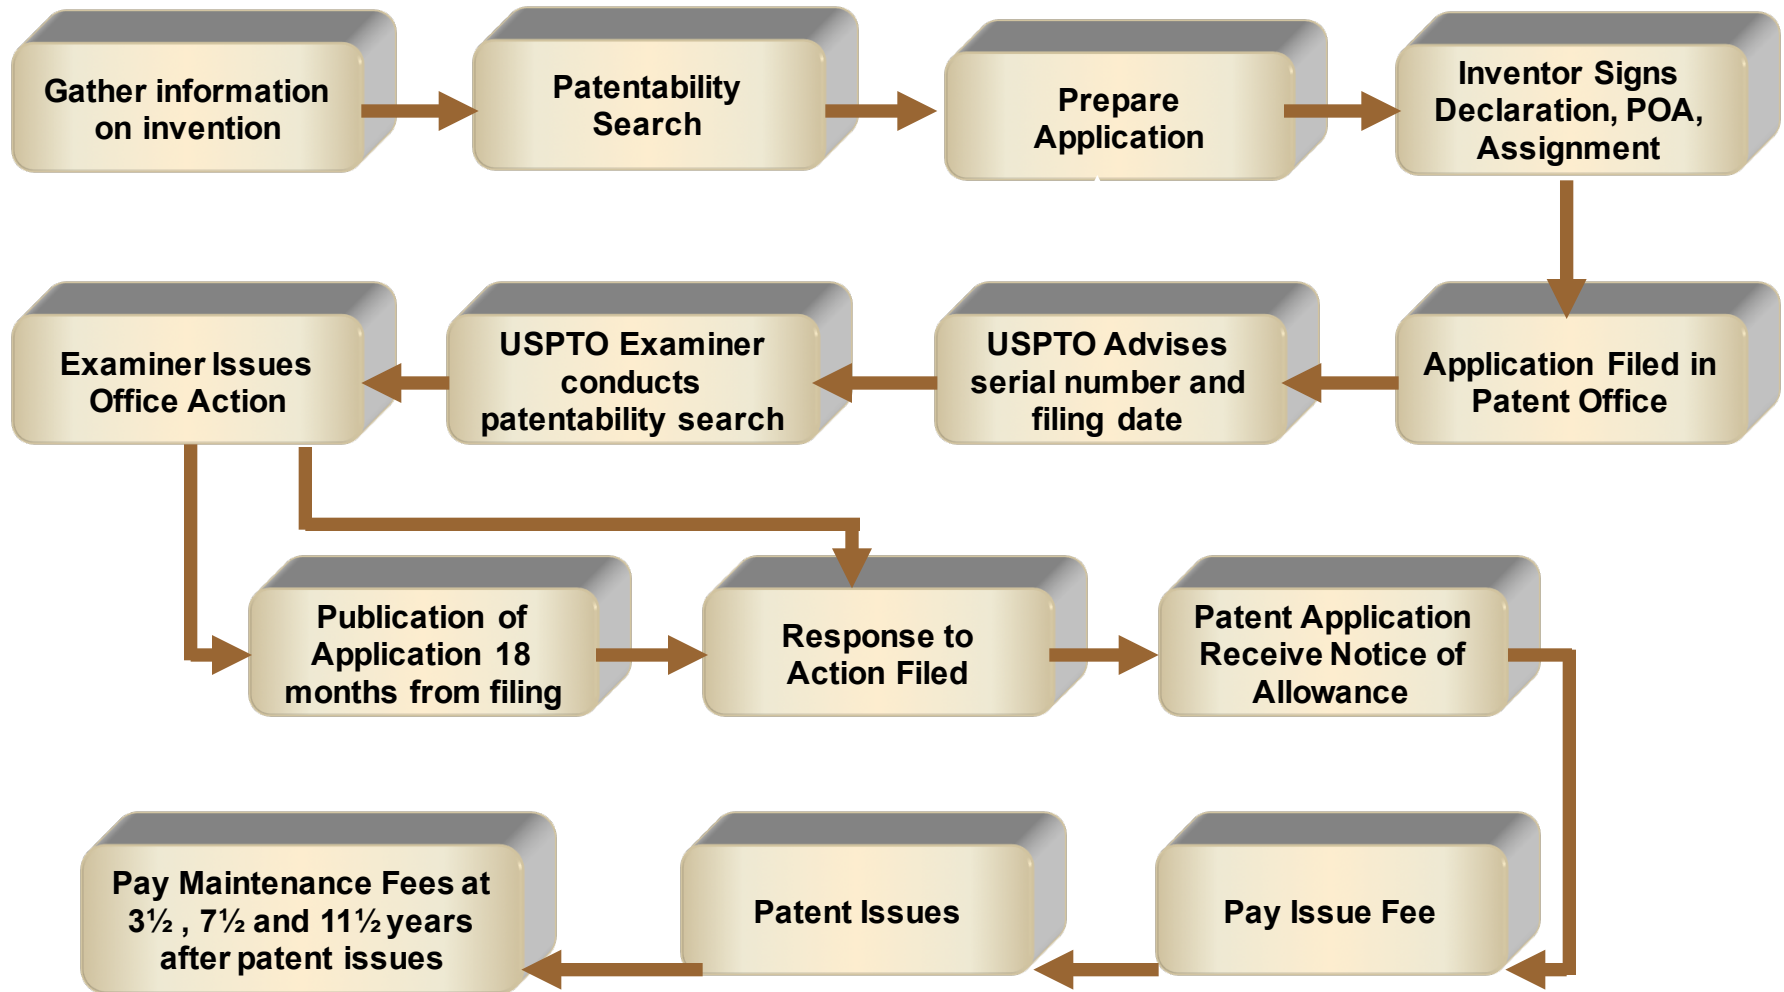 Gather information
on invention
Patentability
Search
Prepare
Application
Inventor Signs
Declaration, POA,
Assignment
Application Filed in
Patent Office
USPTO Advises
serial number and
filing date
USPTO Examiner
conducts
patentability search
Examiner Issues
Office Action
Publication of
Application 18
months from filing
Response to
Action Filed
Patent Application
Receive Notice of
Allowance
Pay Issue Fee
Patent Issues
Pay Maintenance Fees at
3½ , 7½ and 11½ years
after patent issues